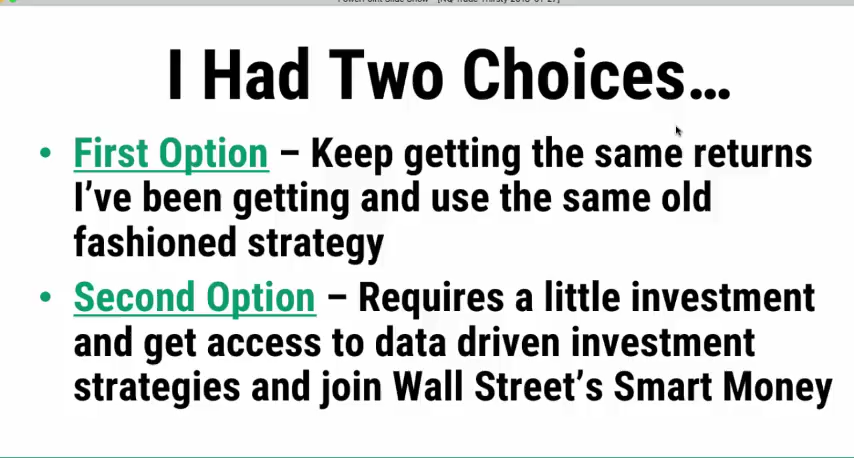 I Had Two Choices…
• First Option – Keep getting the same returns
I’ve been getting and use the same old
fashioned strategy
• Second Option – Requires a little investment
and get access to data driven investment
strategies and join Wall Street’s Smart Money